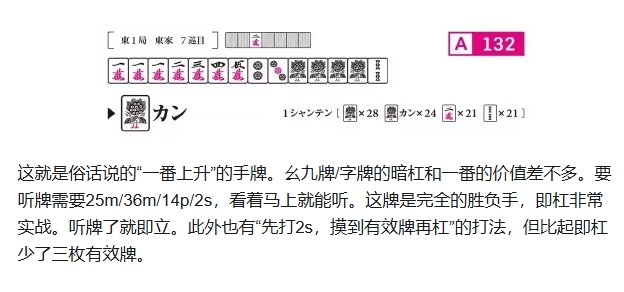 東1局 東家 7巡目
A 132
カン
1シャンテン [ ×28 カン×24 ×21 ×21 ]
这就是俗话说的“一番上升”的手牌。幺九牌/字牌的暗杠和一番的价值差不多。要
听牌需要25m/36m/14p/2s，看着马上就能听。这牌是完全的胜负手，即杠非常
实战。听牌了就即立。此外也有“先打2s，摸到有效牌再杠”的打法，但比起即杠
少了三枚有效牌。